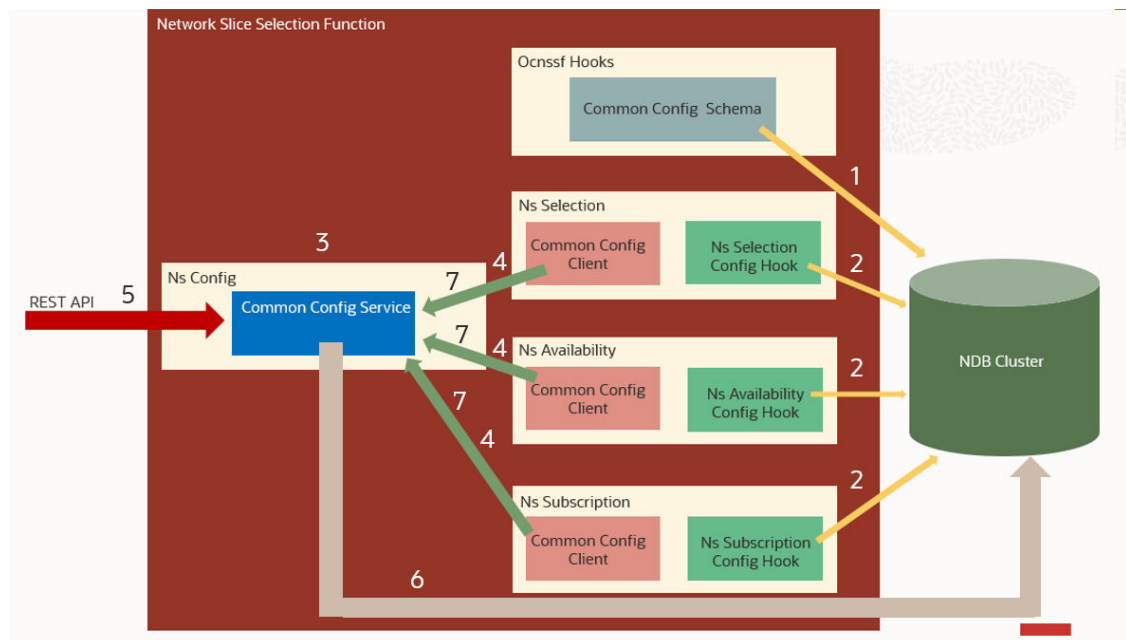 Network Slice Selection Function
Ocnssf Hooks
Common Config Schema
1
Ns Selection
Common Config
Client
Ns Selection
Config Hook
2
3
4
7
Ns Config
REST API
5
Common Config Service
7
4
Ns Availability
Common Config
Client
Ns Availability
Config Hook
2
NDB Cluster
7
4
Ns Subscription
Common Config
Client
Ns Subscription
Config Hook
2
6